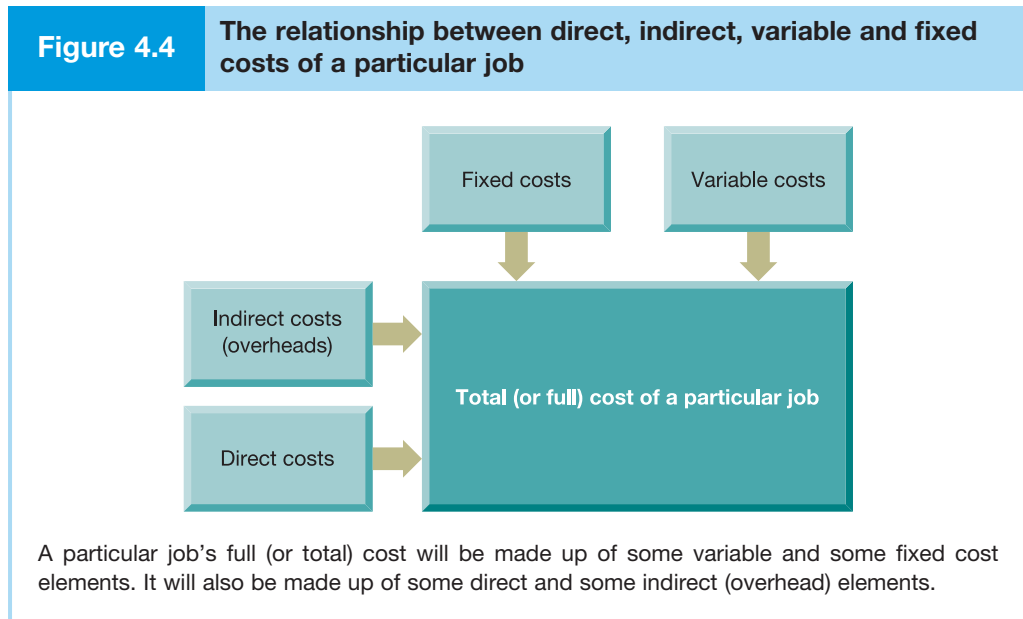 Figure 4.4
The relationship between direct, indirect, variable and fixed
costs of a particular job
Fixed costs
Variable costs
Indirect costs
(overheads)
Total (or full) cost of a particular job
Direct costs
A particular job's full (or total) cost will be made up of some variable and some fixed cost
elements. It will also be made up of some direct and some indirect (overhead) elements.